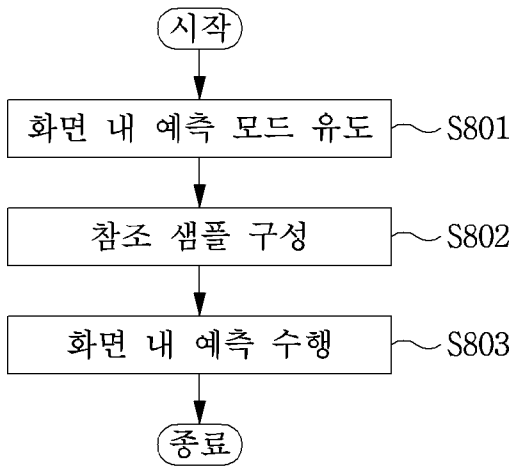 시작
화면 내 예측 모드 유도 S801
참조 샘플 구성 S802
화면 내 예측 수행 S803
종료